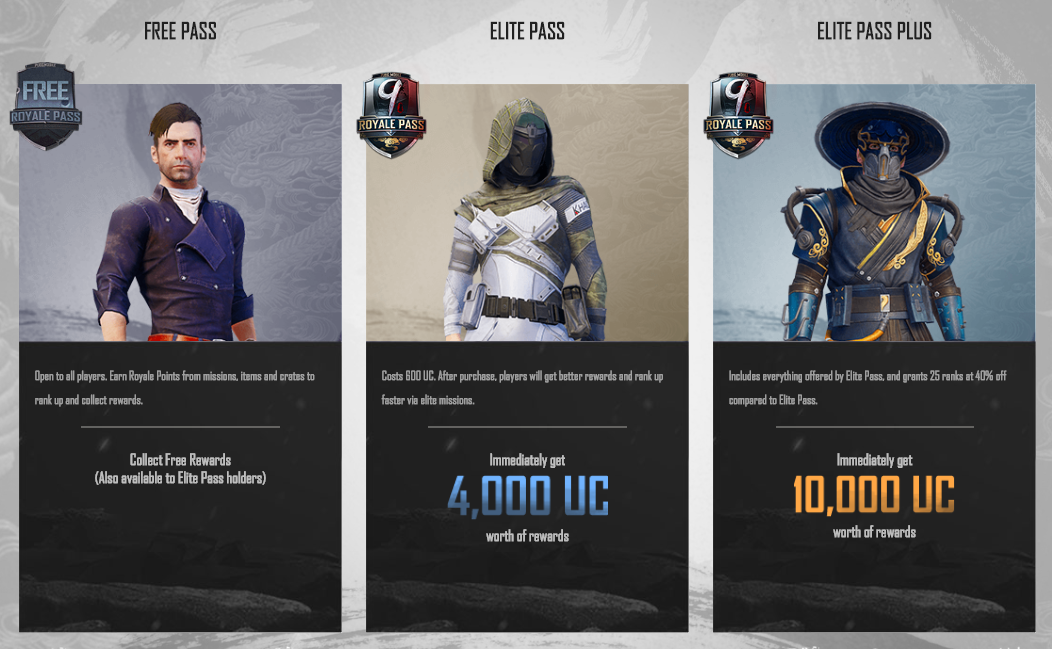 FREE PASS
ELITE PASS
ELITE PASS PLUS
FREE
ROYALE PASS
9
ROYALE PASS
9
ROYALE PASS
Open to all players. Earn Royale Points from missions, items and crates to
rank up and collect rewards.
Collect Free Rewards
(Also available to Elite Pass holders)
Costs 600 UC. After purchase, players will get better rewards and rank up
faster via elite missions.
Immediately get
4,000 UC
worth of rewards
Includes everything offered by Elite Pass, and grants 25 ranks at 40% off
compared to Elite Pass.
Immediately get
10,000 UC
worth of rewards